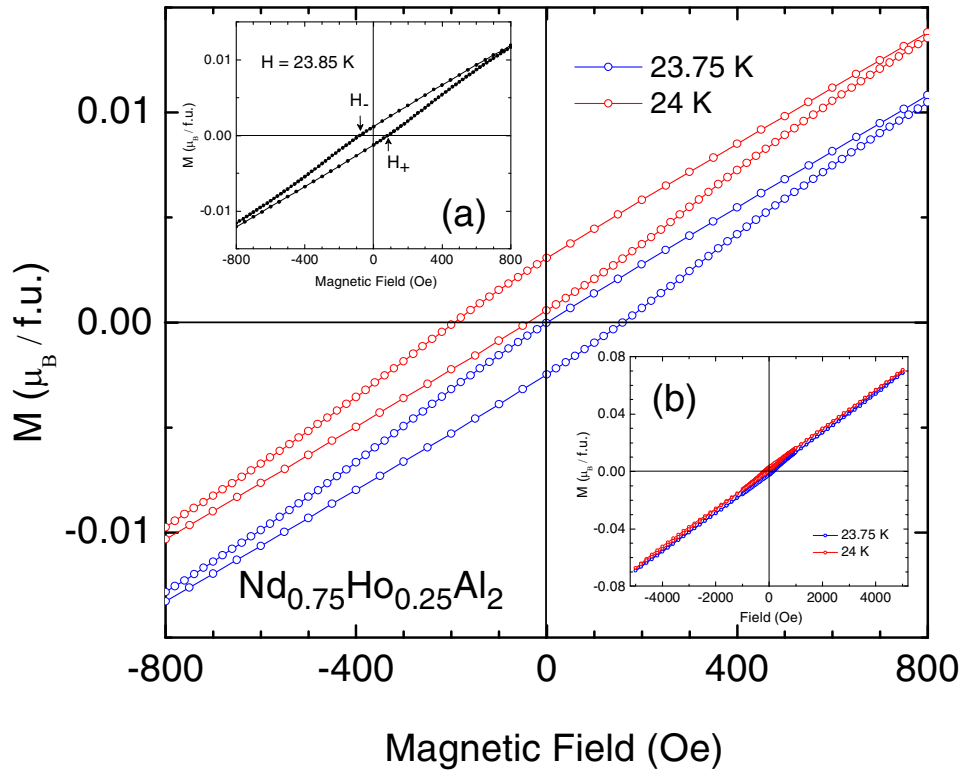 23.75 K
24 K
M (μB / f.u.)
0.01
0.00
-0.01
-800
-400
0
400
800
Magnetic Field (Oe)
Nd0.75Ho0.25Al2
H = 23.85 K
H-
H+
(a)
M (μB / f.u.)
0.01
0.00
-0.01
-800
-400
0
400
800
Magnetic Field (Oe)
(b)
M (μB / f.u.)
0.08
0.04
0.00
-0.04
-0.08
23.75 K
24 K
-4000
-2000
0
2000
4000
Field (Oe)